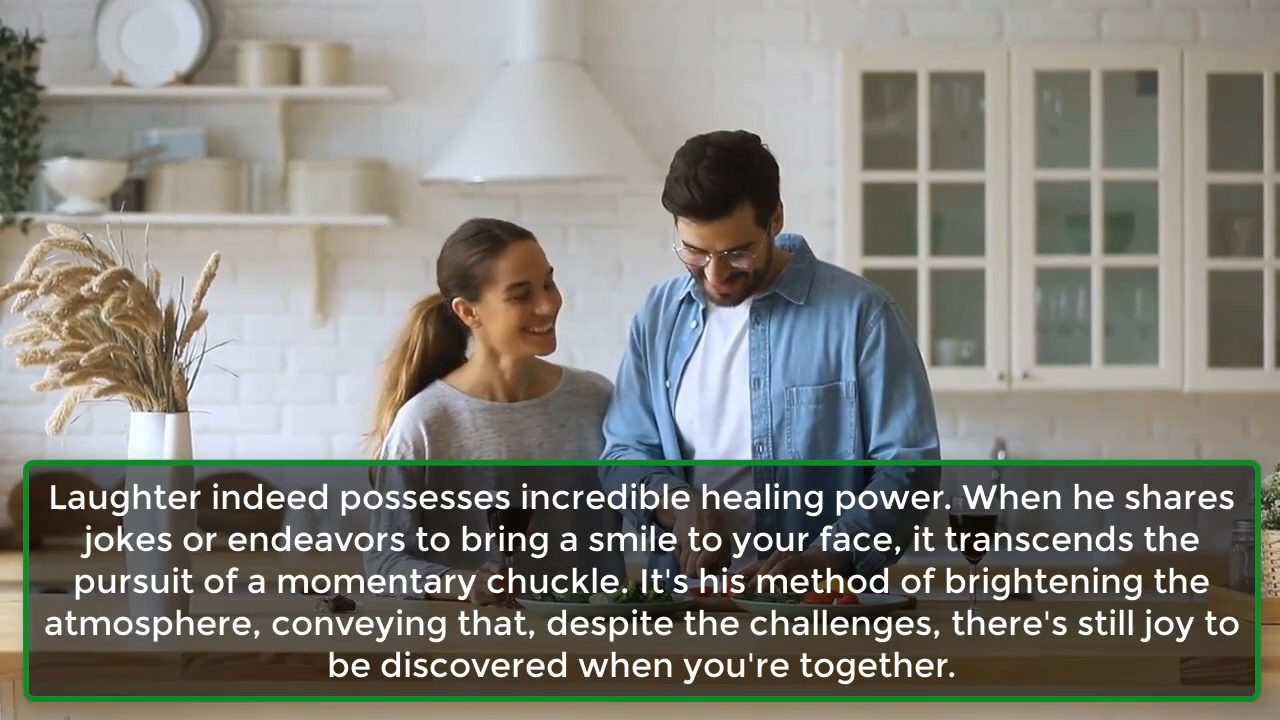 Laughter indeed possesses incredible healing power. When he shares
jokes or endeavors to bring a smile to your face, it transcends the
pursuit of a momentary chuckle. It's his method of brightening the
atmosphere, conveying that, despite the challenges, there's still joy to
be discovered when you're together.